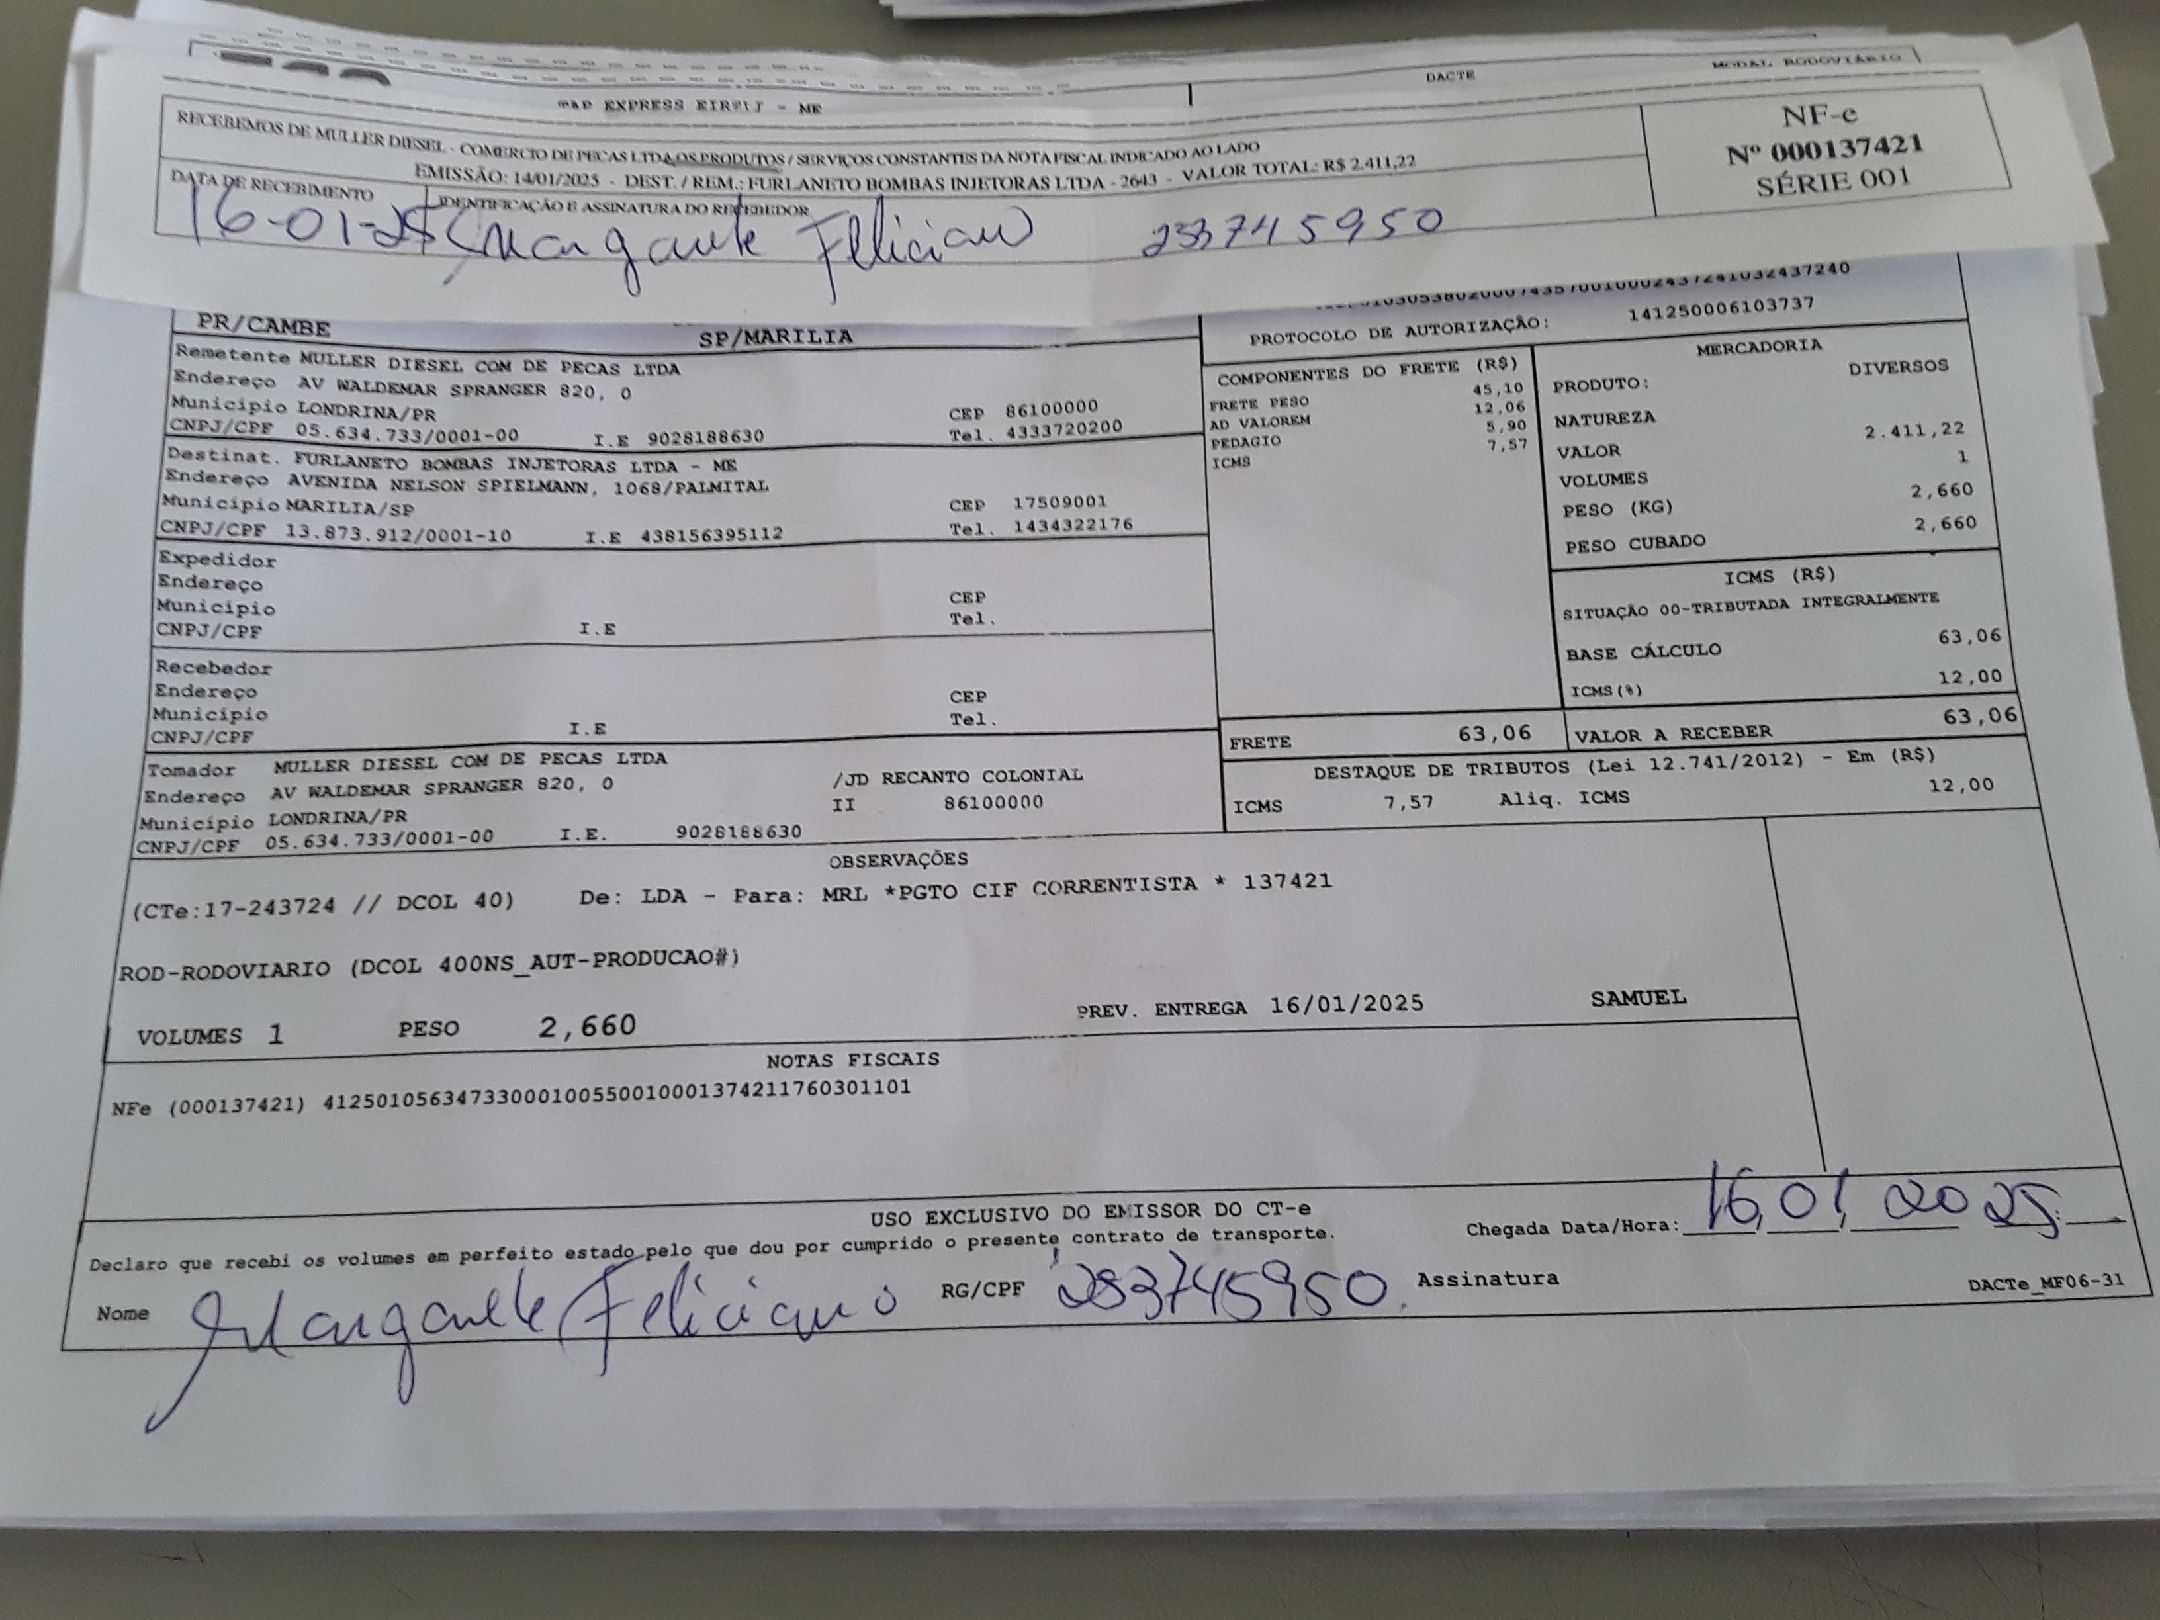 DACTE
MODAL RODOVIÁRIO
EXPRESS EIRELI - ME
RECEBEMOS DE MULLER DIESEL - COMERCIO DE PECAS LTDA OS PRODUTOS / SERVIÇOS CONSTANTES DA NOTA FISCAL INDICADO AO LADO
EMISSÃO: 14/01/2025 - DEST. / REM.: FURLANETO BOMBAS INJETORAS LTDA - 2643 - VALOR TOTAL: R$ 2.411,22
NF-e
Nº 000137421
SÉRIE 001
DATA DE RECEBIMENTO
IDENTIFICAÇÃO E ASSINATURA DO RECEBEDOR
16-01-25 Margarete Feliciano 283745950
PR/CAMBE
SP/MARILIA
PROTOCOLO DE AUTORIZAÇÃO: 141250006103737
Remetente MULLER DIESEL COM DE PECAS LTDA
Endereço AV WALDEMAR SPRANGER 820, 0
Município LONDRINA/PR CEP 86100000
CNPJ/CPF 05.634.733/0001-00 I.E 9028188630 Tel. 4333720200
Destinat. FURLANETO BOMBAS INJETORAS LTDA - ME
Endereço AVENIDA NELSON SPIELMANN, 1068/PALMITAL
Município MARILIA/SP CEP 17509001
CNPJ/CPF 13.873.912/0001-10 I.E 438156395112 Tel. 1434322176
Expedidor
Endereço
Município CEP
CNPJ/CPF I.E Tel.
Recebedor
Endereço
Município CEP
CNPJ/CPF I.E Tel.
Tomador MULLER DIESEL COM DE PECAS LTDA
Endereço AV WALDEMAR SPRANGER 820, 0 /JD RECANTO COLONIAL
Município LONDRINA/PR II 86100000
CNPJ/CPF 05.634.733/0001-00 I.E. 9028188630
COMPONENTES DO FRETE (R$)
FRETE PESO 45,10
AD VALOREM 12,06
PEDAGIO 5,90
ICMS 7,57
MERCADORIA
PRODUTO: DIVERSOS
NATUREZA
VALOR 2.411,22
VOLUMES 1
PESO (KG) 2,660
PESO CUBADO 2,660
ICMS (R$)
SITUAÇÃO 00-TRIBUTADA INTEGRALMENTE
BASE CÁLCULO 63,06
ICMS(%) 12,00
FRETE 63,06 VALOR A RECEBER 63,06
DESTAQUE DE TRIBUTOS (Lei 12.741/2012) - Em (R$)
ICMS 7,57 Aliq. ICMS 12,00
OBSERVAÇÕES
(CTe:17-243724 // DCOL 40) De: LDA - Para: MRL *PGTO CIF CORRENTISTA * 137421
ROD-RODOVIARIO (DCOL 400NS_AUT-PRODUCAO#)
VOLUMES 1 PESO 2,660 PREV. ENTREGA 16/01/2025 SAMUEL
NOTAS FISCAIS
NFe (000137421) 41250105634733000100550010001374211760301101
USO EXCLUSIVO DO EMISSOR DO CT-e
Declaro que recebi os volumes em perfeito estado pelo que dou por cumprido o presente contrato de transporte.
Chegada Data/Hora: 16,01,2025
Nome Margarete Feliciano RG/CPF 283745950. Assinatura
DACTe_MF06-31